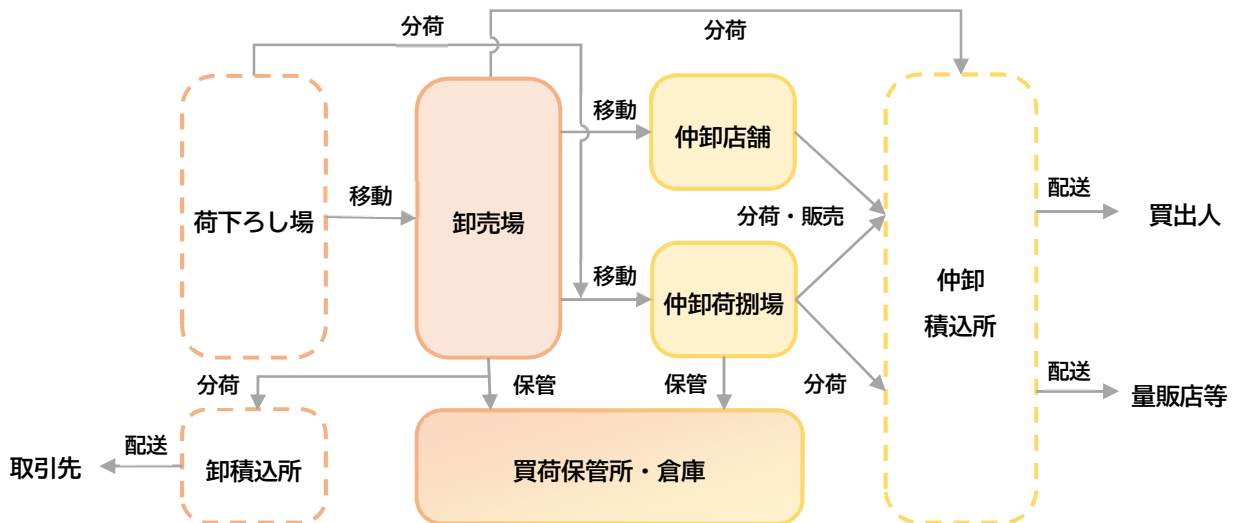 分荷
分荷
移動
仲卸店舗
移動
配送
荷下ろし場
卸売場
分荷・販売
買出人
移動
仲卸
仲卸荷捌場
積込所
分荷
保管
保管
分荷
配送
量販店等
配送
取引先
卸積込所
買荷保管所・倉庫